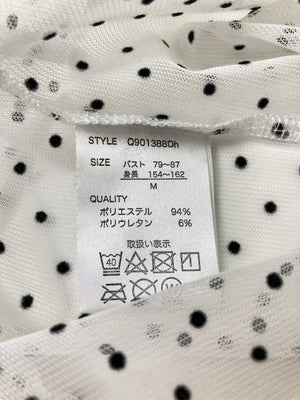 STYLE Q901388Dh
SIZE バスト 79〜87
身長 154〜162
M
QUALITY
ポリエステル 94%
ポリウレタン 6%
取扱い表示
40